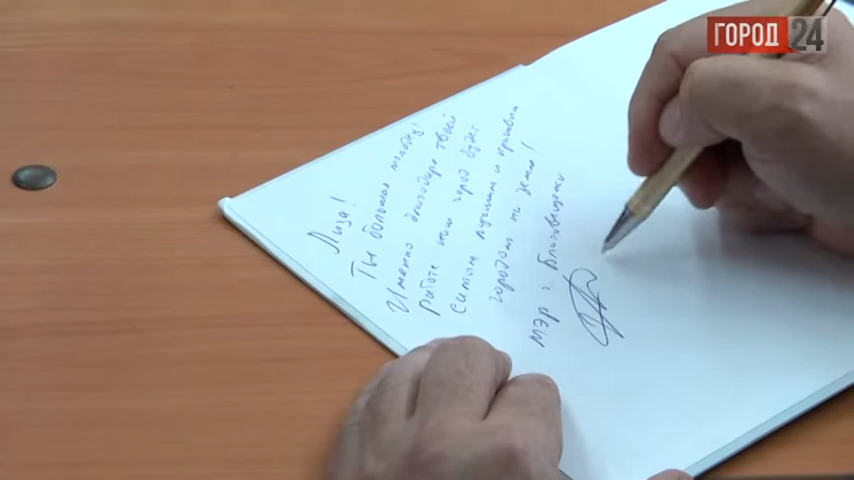 ГОРОД 24
Лиза!
Ты большая молодец!
Именно благодаря твоей
работе наш город будет
самым лучшим и красивым
городом на земле!
Мэр г. Благовещенск